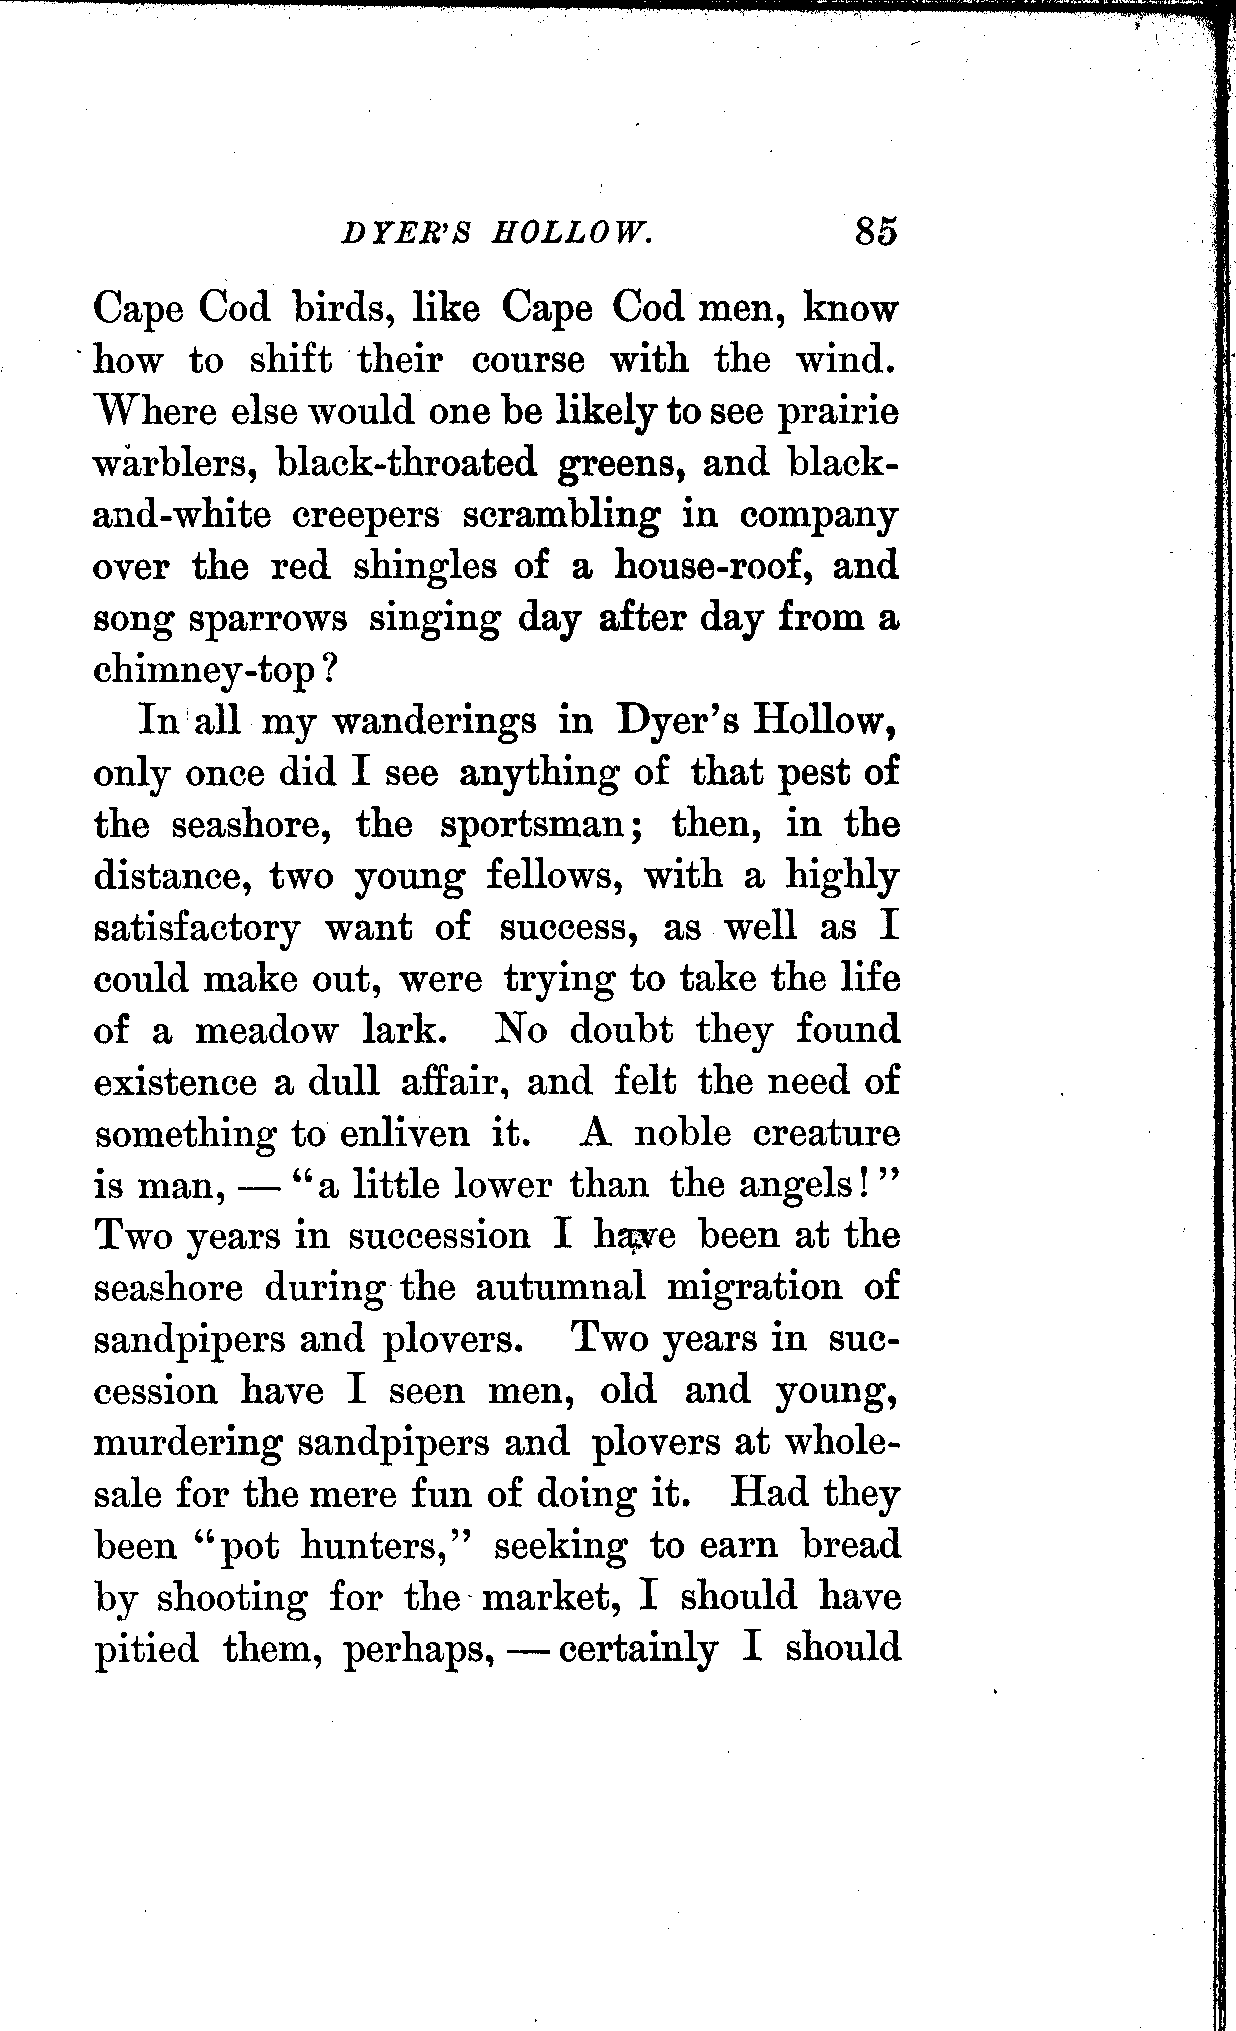 DYER'S HOLLOW. 85
Cape Cod birds, like Cape Cod men, know
how to shift their course with the wind.
Where else would one be likely to see prairie
warblers, black-throated greens, and black-
and-white creepers scrambling in company
over the red shingles of a house-roof, and
song sparrows singing day after day from a
chimney-top?
In all my wanderings in Dyer's Hollow,
only once did I see anything of that pest of
the seashore, the sportsman; then, in the
distance, two young fellows, with a highly
satisfactory want of success, as well as I
could make out, were trying to take the life
of a meadow lark. No doubt they found
existence a dull affair, and felt the need of
something to enliven it. A noble creature
is man, — "a little lower than the angels!"
Two years in succession I have been at the
seashore during the autumnal migration of
sandpipers and plovers. Two years in suc-
cession have I seen men, old and young,
murdering sandpipers and plovers at whole-
sale for the mere fun of doing it. Had they
been "pot hunters," seeking to earn bread
by shooting for the market, I should have
pitied them, perhaps, — certainly I should